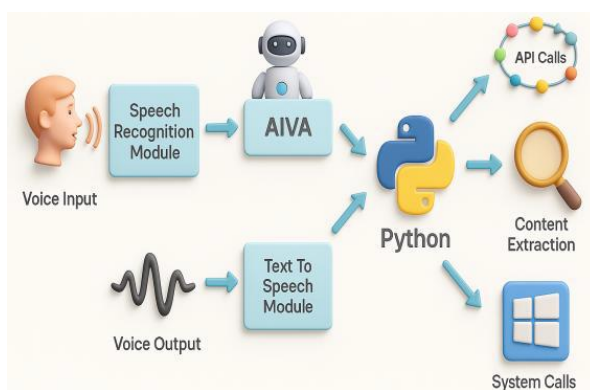 Voice Input
Speech
Recognition
Module
AIVA
Python
API Calls
Content
Extraction
System Calls
Voice Output
Text To
Speech
Module